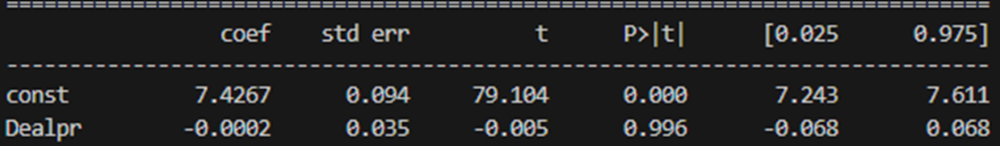 ==============================================================================
coef std err t P>|t| [0.025 0.975]
------------------------------------------------------------------------------
const 7.4267 0.094 79.104 0.000 7.243 7.611
Dealpr -0.0002 0.035 -0.005 0.996 -0.068 0.068